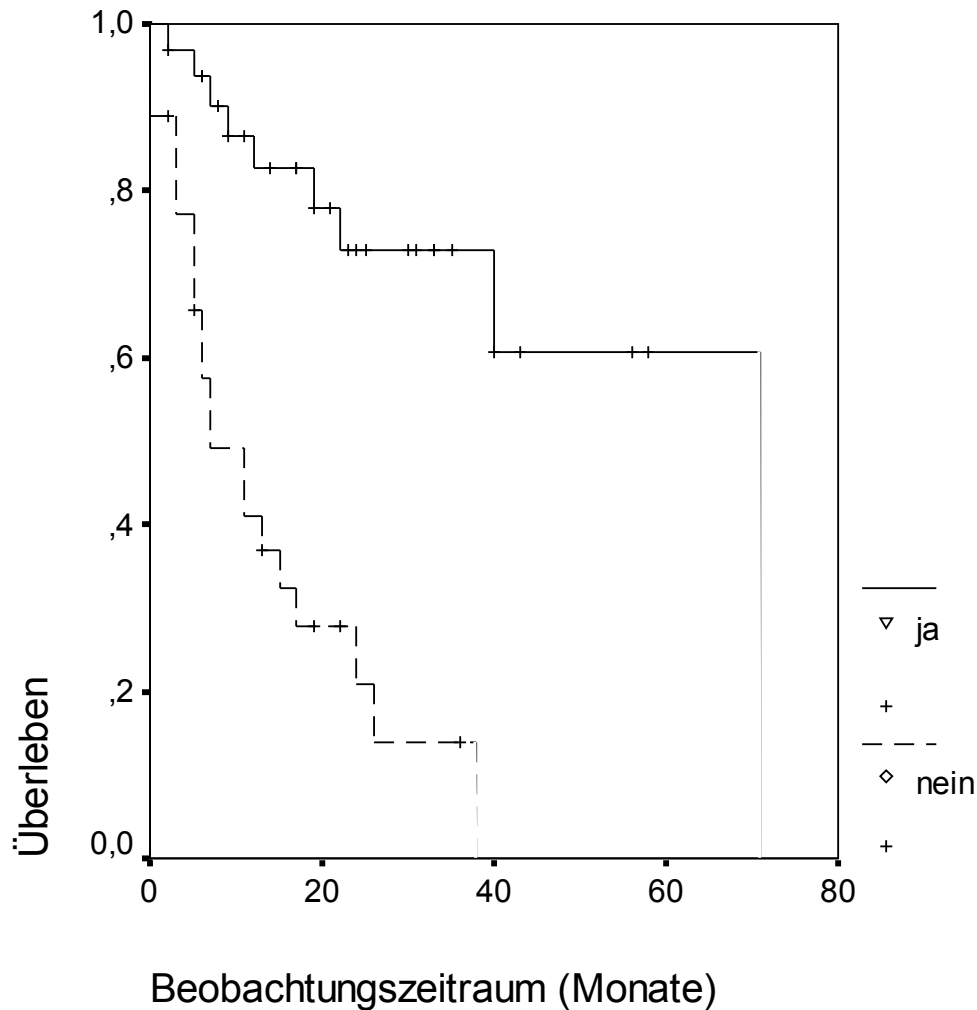 1,0
,8
,6
,4
,2
0,0
Überleben
0
20
40
60
80
Beobachtungszeitraum (Monate)
ja
nein